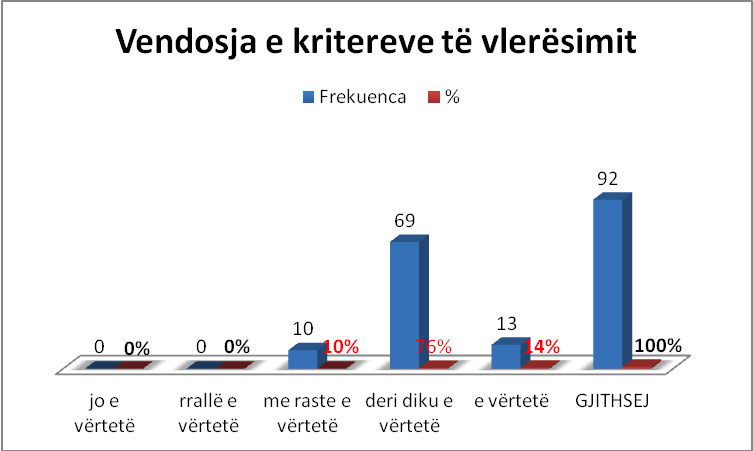 Vendosja e kritereve të vlerësimit
Frekuenca %
0 0% 0 0% 10 10% 69 76% 13 14% 92 100%
jo e vërtetë
rrallë e vërtetë
me raste e vërtetë
deri diku e vërtetë
e vërtetë
GJITHSEJ